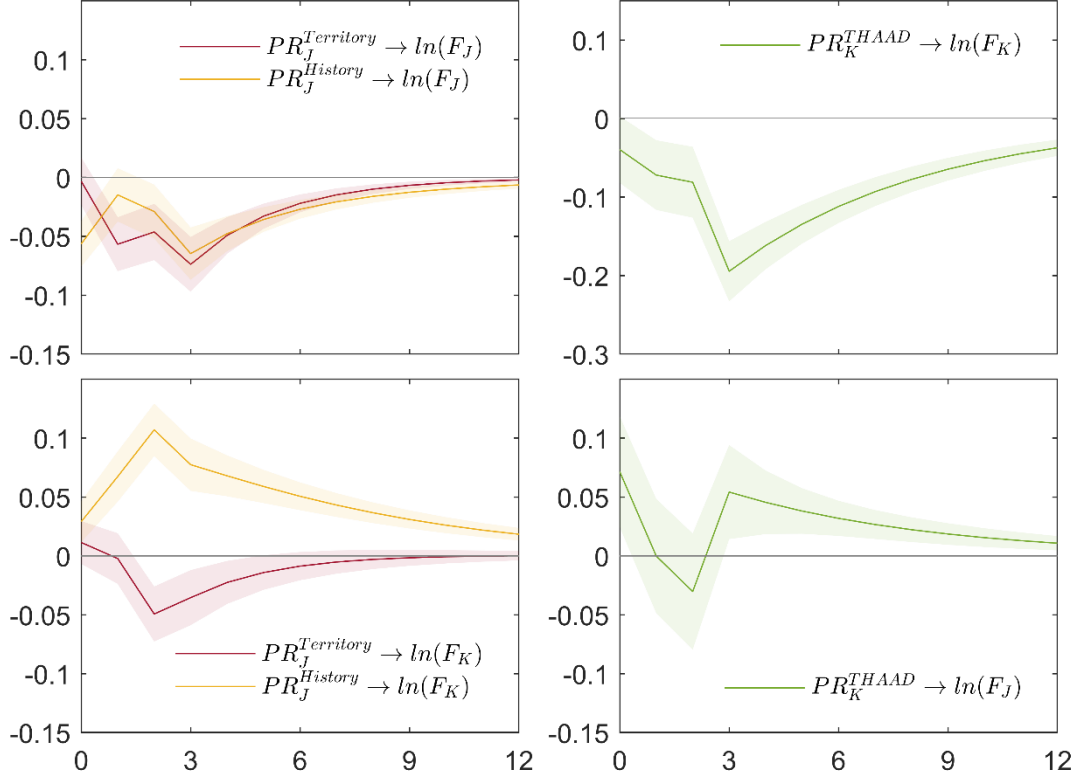 0.1
0.05
0
-0.05
-0.1
-0.15
PR_J^{Territory} → ln(F_J)
PR_J^{History} → ln(F_J)
0.1
0
-0.1
-0.2
-0.3
PR_K^{THAAD} → ln(F_K)
0.1
0.05
0
-0.05
-0.1
-0.15
PR_J^{Territory} → ln(F_K)
PR_J^{History} → ln(F_K)
0 3 6 9 12
0.1
0.05
0
-0.05
-0.1
-0.15
PR_K^{THAAD} → ln(F_J)
0 3 6 9 12